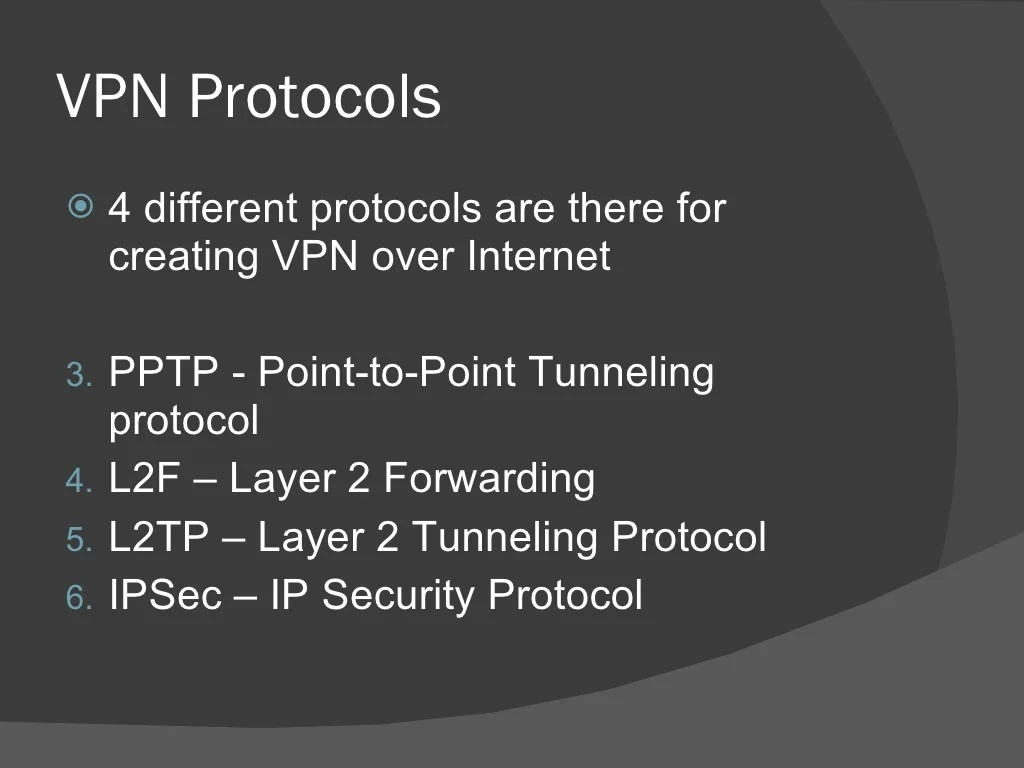 VPN Protocols
4 different protocols are there for
creating VPN over Internet
3. PPTP - Point-to-Point Tunneling
protocol
4. L2F – Layer 2 Forwarding
5. L2TP – Layer 2 Tunneling Protocol
6. IPSec – IP Security Protocol